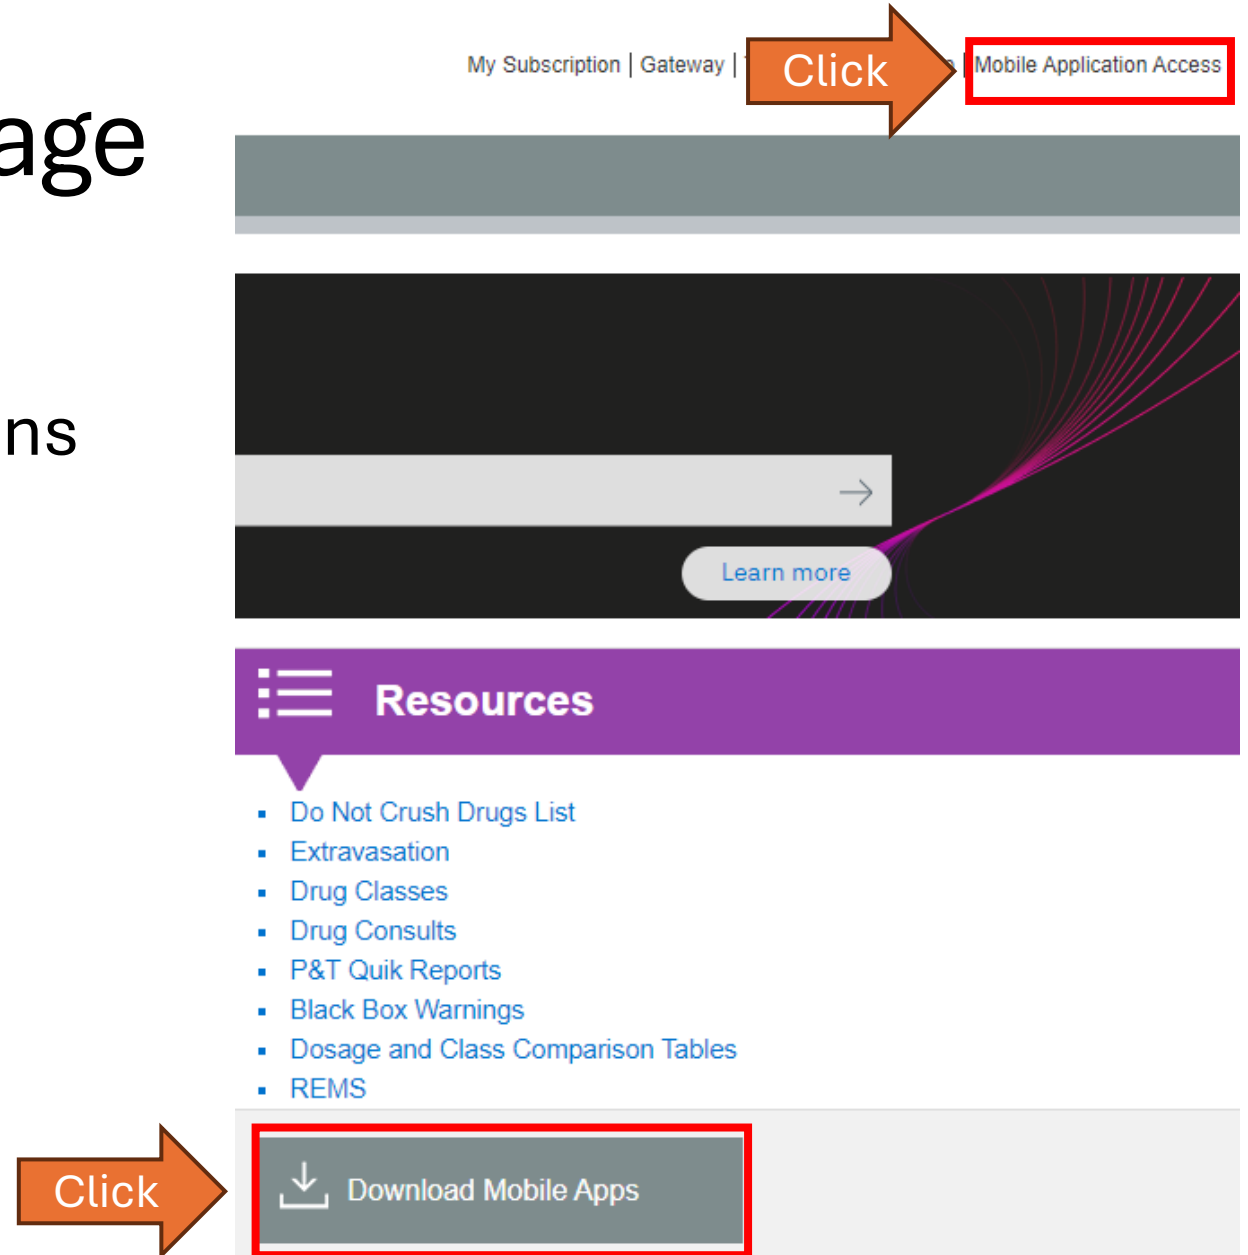 My Subscription | Gateway | Click | Mobile Application Access
age
ns
Learn more
Resources
Do Not Crush Drugs List
Extravasation
Drug Classes
Drug Consults
P&T Quik Reports
Black Box Warnings
Dosage and Class Comparison Tables
REMS
Click
Download Mobile Apps